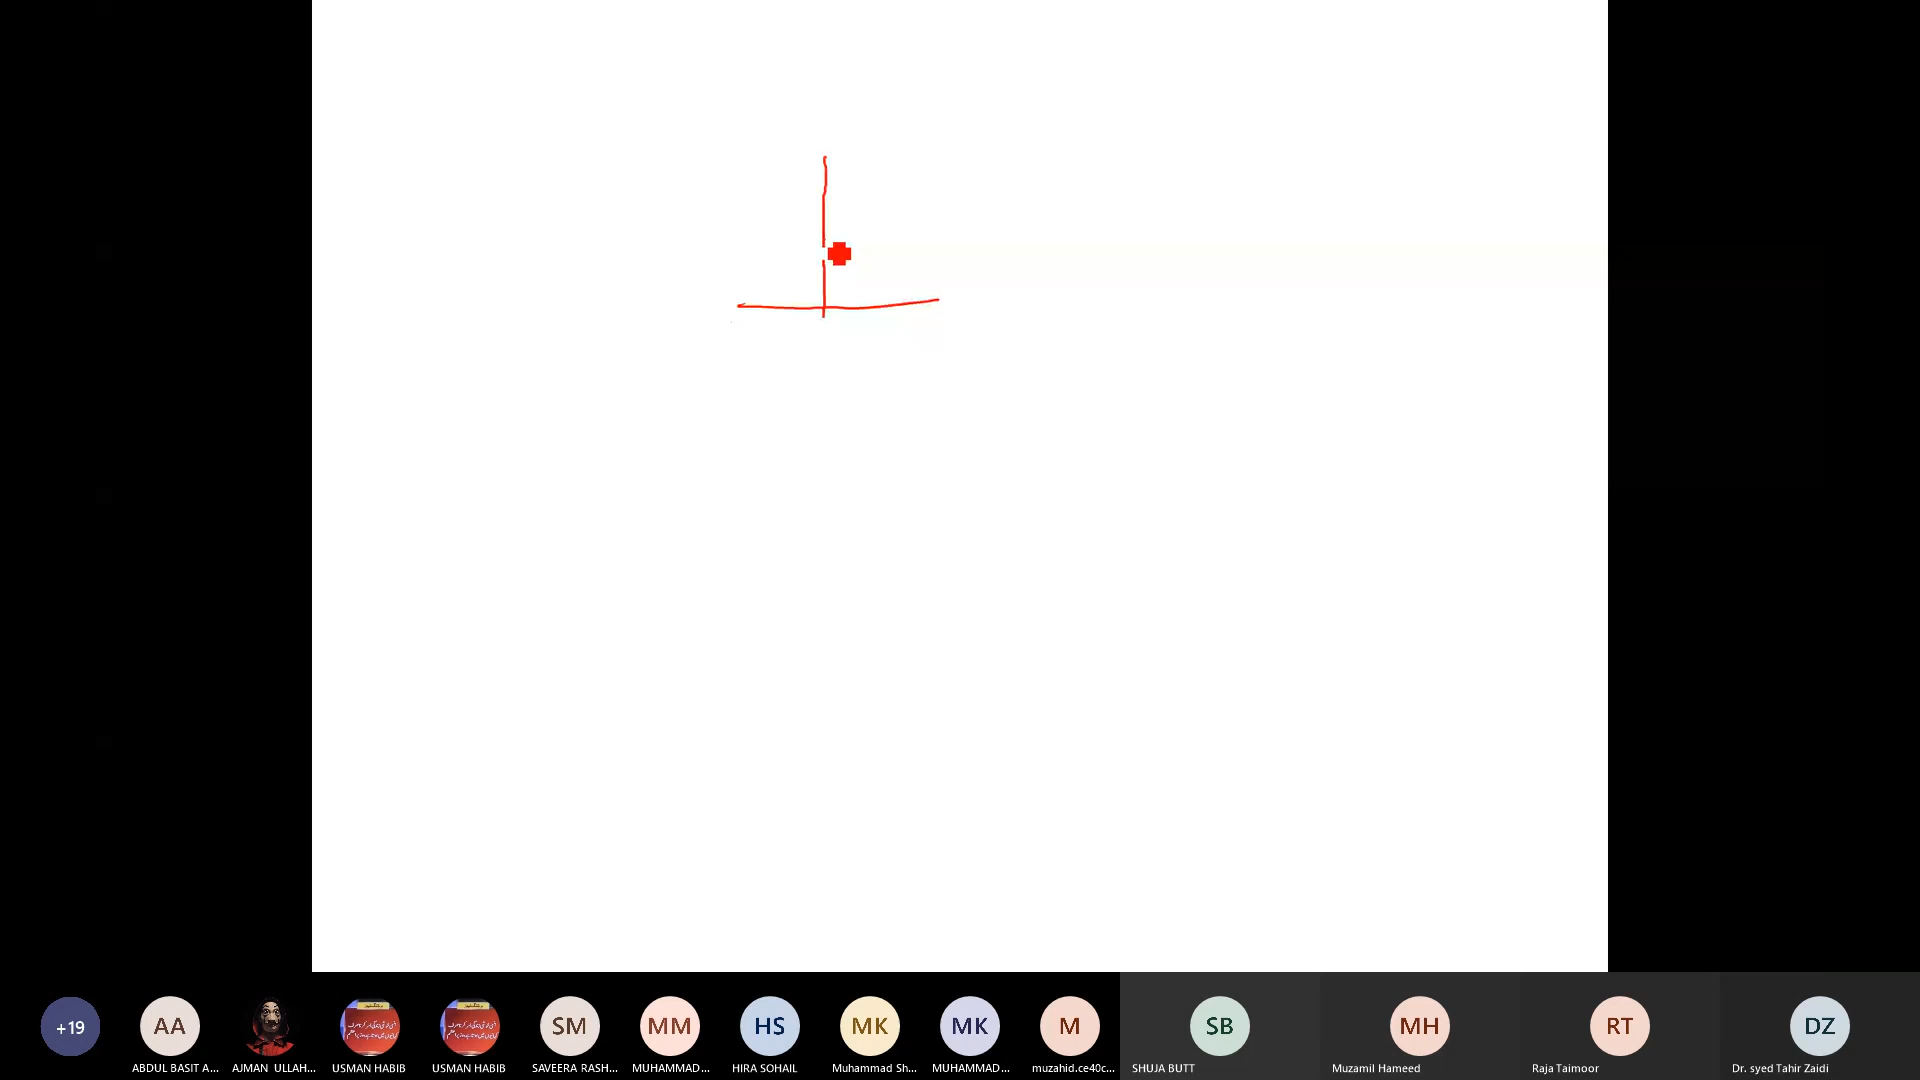 +19
AA
SM
MM
HS
MK
MK
M
SB
MH
RT
DZ
ABDUL BASIT A...
AJMAN ULLAH...
USMAN HABIB
USMAN HABIB
SAVEERA RASH...
MUHAMMAD...
HIRA SOHAIL
Muhammad Sh...
MUHAMMAD...
muzahid.ce40c...
SHUJA BUTT
Muzamil Hameed
Raja Taimoor
Dr. syed Tahir Zaidi